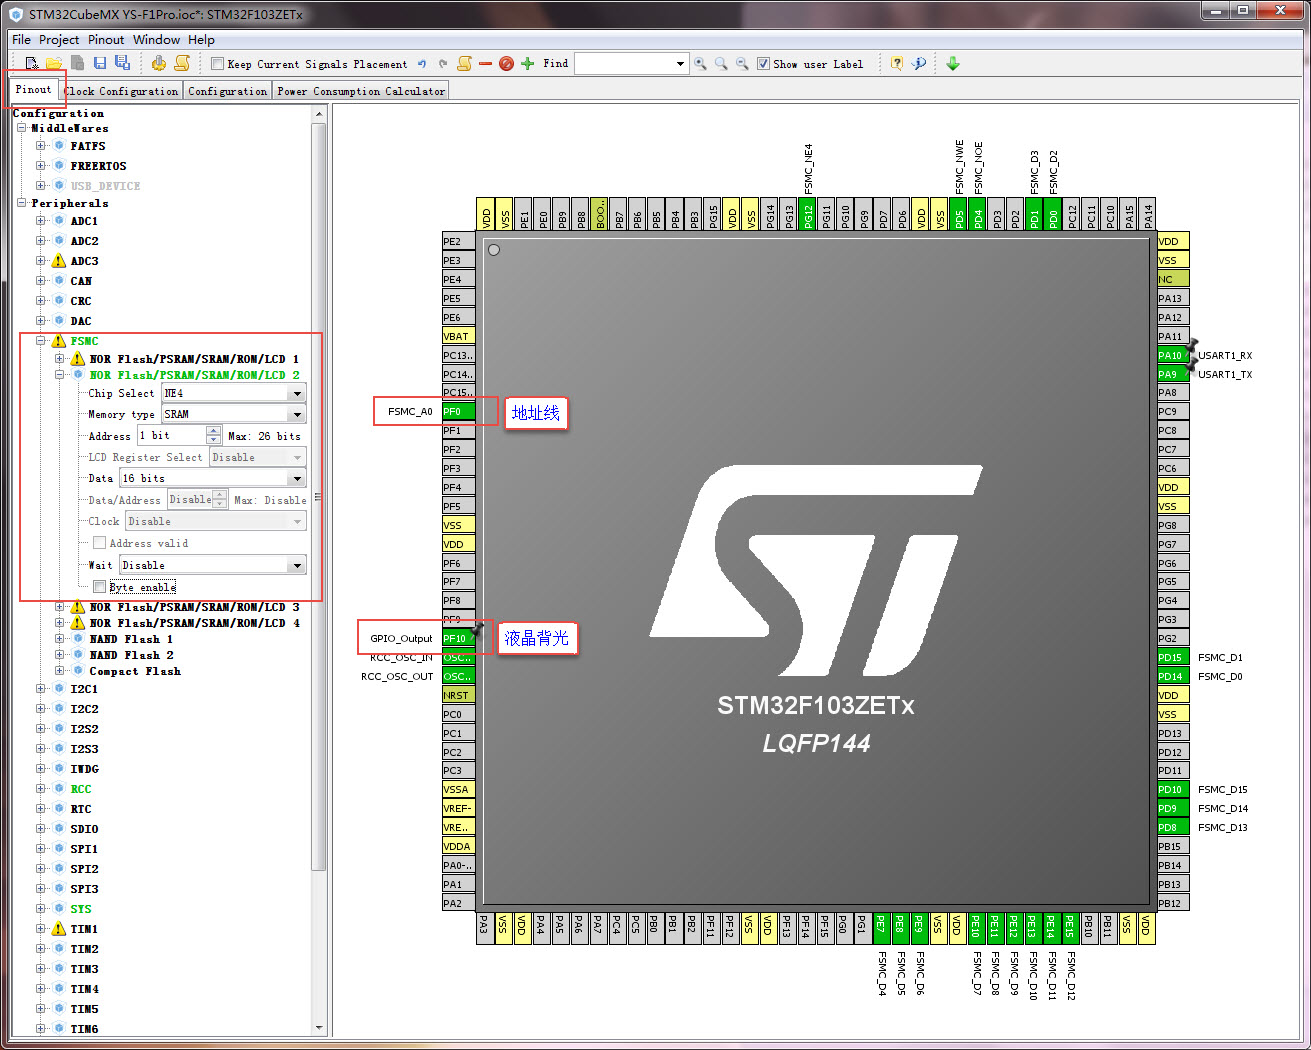 STM32CubeMX YS-F1Pro.ioc*: STM32F103ZETx
File Project Pinout Window Help
Keep Current Signals Placement Find Show user Label
Pinout Clock Configuration Configuration Power Consumption Calculator
Configuration
MiddleWares
FATFS
FREERTOS
USB_DEVICE
Peripherals
ADC1
ADC2
ADC3
CAN
CRC
DAC
FSMC
NOR Flash/PSRAM/SRAM/ROM/LCD 1
NOR Flash/PSRAM/SRAM/ROM/LCD 2
Chip Select NE4
Memory type SRAM
Address 1 bit Max: 26 bits
LCD Register Select Disable
Data 16 bits
Data/Address Disable Max: Disable
Clock Disable
Address valid
Wait Disable
Byte enable
NOR Flash/PSRAM/SRAM/ROM/LCD 3
NOR Flash/PSRAM/SRAM/ROM/LCD 4
NAND Flash 1
NAND Flash 2
Compact Flash
I2C1
I2C2
I2S2
I2S3
IWDG
RCC
RTC
SDIO
SPI1
SPI2
SPI3
SYS
TIM1
TIM2
TIM3
TIM4
TIM5
TIM6
FSMC_NE4
FSMC_NWE
FSMC_NOE
FSMC_D3
FSMC_D2
VDD
VSS
PE1
PE0
PB9
PB8
BOO..
PB7
PB6
PB5
PB4
PB3
PG15
VDD
VSS
PG14
PG13
PG12
PG11
PG10
PG9
PD7
PD6
VDD
VSS
PD5
PD4
PD3
PD2
PD1
PD0
PC12
PC11
PC10
PA15
PA14
PE2
PE3
PE4
PE5
PE6
VBAT
PC13..
PC14..
PC15..
FSMC_A0 PF0 地址线
PF1
PF2
PF3
PF4
PF5
VSS
VDD
PF6
PF7
PF8
PF9
GPIO_Output PF10 液晶背光
RCC_OSC_IN OSC..
RCC_OSC_OUT OSC..
NRST
PC0
PC1
PC2
PC3
VSSA
VREF-
VRE..
VDDA
PA0-..
PA1
PA2
STM32F103ZETx
LQFP144
VDD
VSS
NC
PA13
PA12
PA11
PA10 USART1_RX
PA9 USART1_TX
PA8
PC9
PC8
PC7
PC6
VDD
VSS
PG8
PG7
PG6
PG5
PG4
PG3
PG2
PD15 FSMC_D1
PD14 FSMC_D0
VDD
VSS
PD13
PD12
PD11
PD10 FSMC_D15
PD9 FSMC_D14
PD8 FSMC_D13
PB15
PB14
PB13
PB12
PA3
VSS
VDD
PA4
PA5
PA6
PA7
PC4
PC5
PB0
PB1
PB2
PF11
PF12
VSS
VDD
PF13
PF14
PF15
PG0
PG1
PE7
PE8
PE9
VSS
VDD
PE10
PE11
PE12
PE13
PE14
PE15
PB10
PB11
VSS
VDD
FSMC_D4
FSMC_D5
FSMC_D6
FSMC_D7
FSMC_D8
FSMC_D9
FSMC_D10
FSMC_D11
FSMC_D12